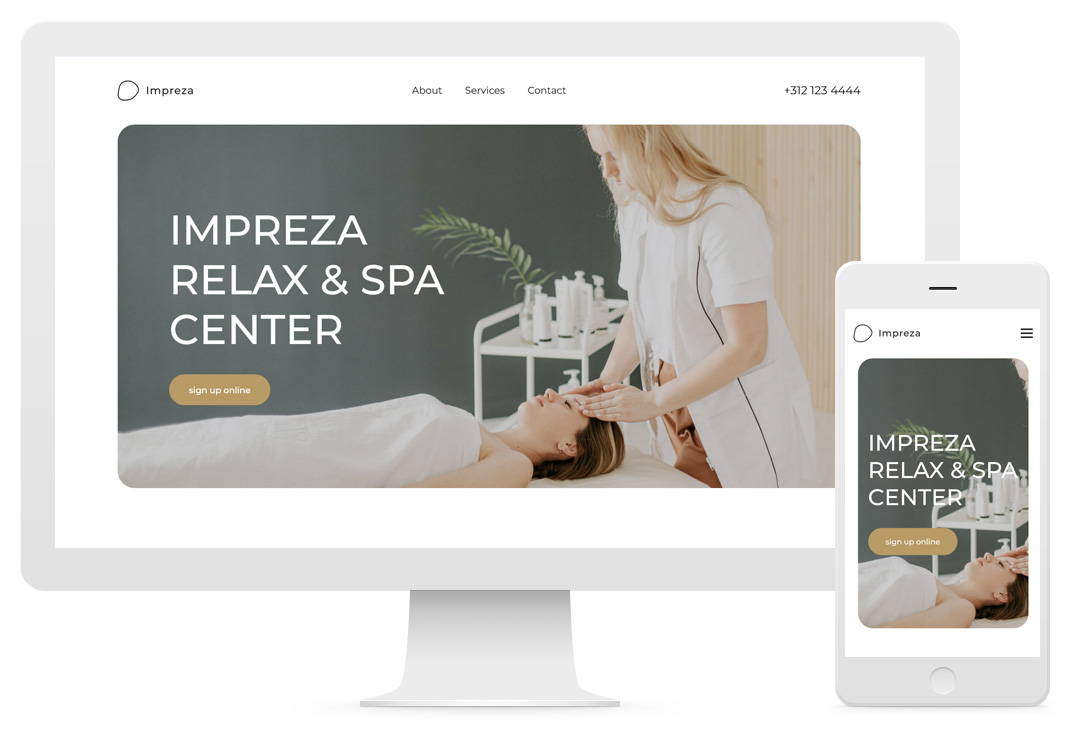 Impreza
About Services Contact
+312 123 4444
IMPREZA
RELAX & SPA
CENTER
sign up online
Impreza
IMPREZA
RELAX & SPA
CENTER
sign up online